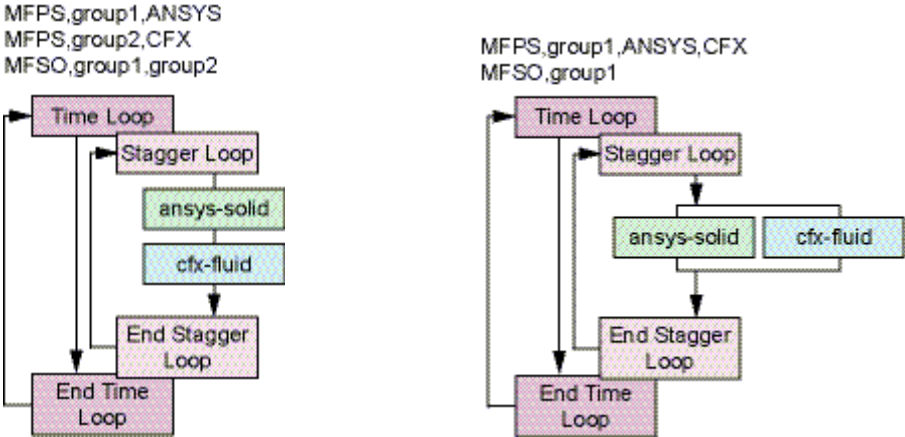 MFPS,group1,ANSYS
MFPS,group2,CFX
MFSO,group1,group2
Time Loop
Stagger Loop
ansys-solid
cfx-fluid
End Stagger
Loop
End Time
Loop
MFPS,group1,ANSYS,CFX
MFSO,group1
Time Loop
Stagger Loop
ansys-solid
cfx-fluid
End Stagger
Loop
End Time
Loop